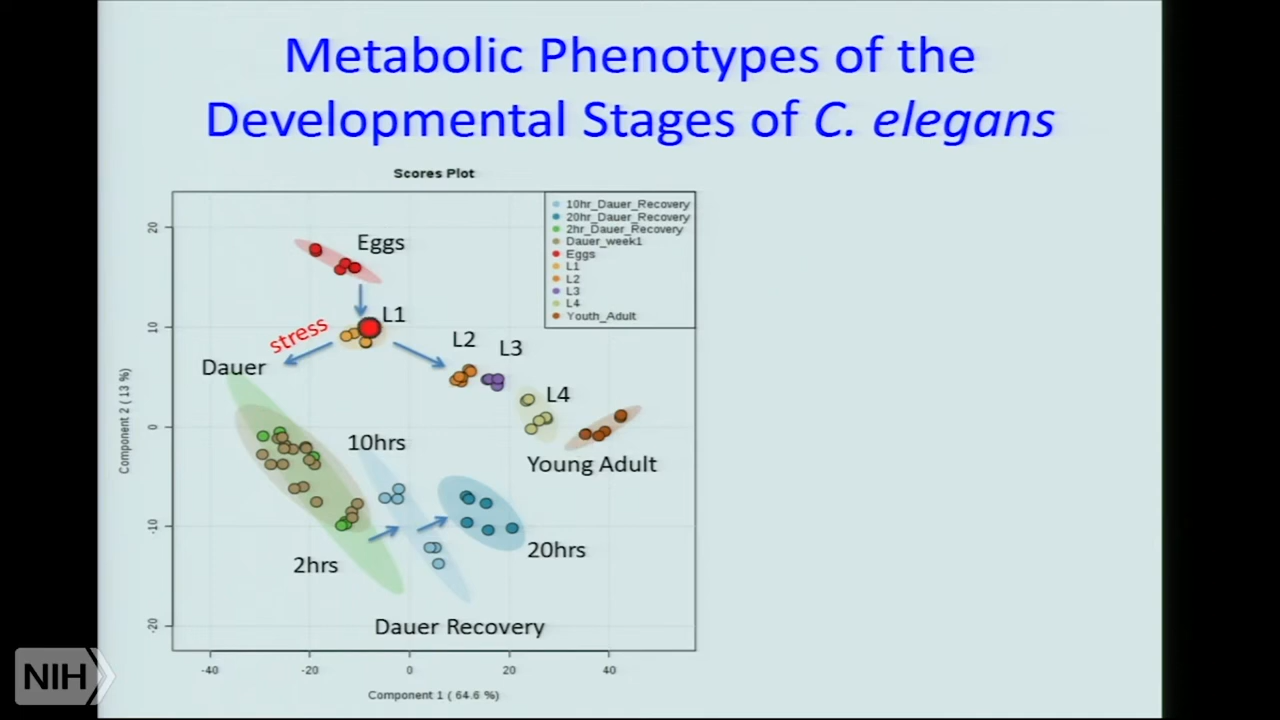 Metabolic Phenotypes of the
Developmental Stages of C. elegans
Scores Plot
10hr_Dauer_Recovery
20hr_Dauer_Recovery
2hr_Dauer_Recovery
Dauer_week1
Eggs
L1
L2
L3
L4
Youth_Adult
Eggs
L1
stress
Dauer
L2
L3
L4
Young Adult
10hrs
2hrs
20hrs
Dauer Recovery
20
10
0
-10
-20
Component 2 ( 13 %)
-40
-20
0
20
40
Component 1 ( 64.6 %)
NIH